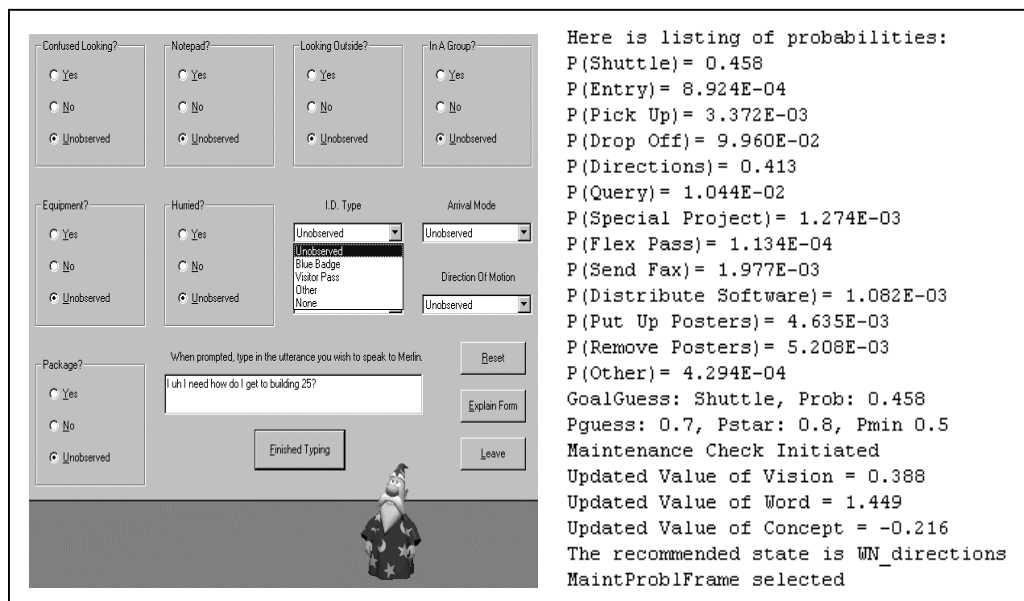 Confused Looking?
Yes
No
Unobserved
Notepad?
Yes
No
Unobserved
Looking Outside?
Yes
No
Unobserved
In A Group?
Yes
No
Unobserved
Equipment?
Yes
No
Unobserved
Hurried?
Yes
No
Unobserved
I.D. Type
Unobserved
Unobserved
Blue Badge
Visitor Pass
Other
None
Arrival Mode
Unobserved
Direction Of Motion
Unobserved
Package?
Yes
No
Unobserved
When prompted, type in the utterance you wish to speak to Merlin.
I uh I need how do I get to building 25?
Finished Typing
Reset
Explain Form
Leave
Here is listing of probabilities:
P(Shuttle)= 0.458
P(Entry)= 8.924E-04
P(Pick Up)= 3.372E-03
P(Drop Off)= 9.960E-02
P(Directions)= 0.413
P(Query)= 1.044E-02
P(Special Project)= 1.274E-03
P(Flex Pass)= 1.134E-04
P(Send Fax)= 1.977E-03
P(Distribute Software)= 1.082E-03
P(Put Up Posters)= 4.635E-03
P(Remove Posters)= 5.208E-03
P(Other)= 4.294E-04
GoalGuess: Shuttle, Prob: 0.458
Pguess: 0.7, Pstar: 0.8, Pmin 0.5
Maintenance Check Initiated
Updated Value of Vision = 0.388
Updated Value of Word = 1.449
Updated Value of Concept = -0.216
The recommended state is WN_directions
MaintProblFrame selected